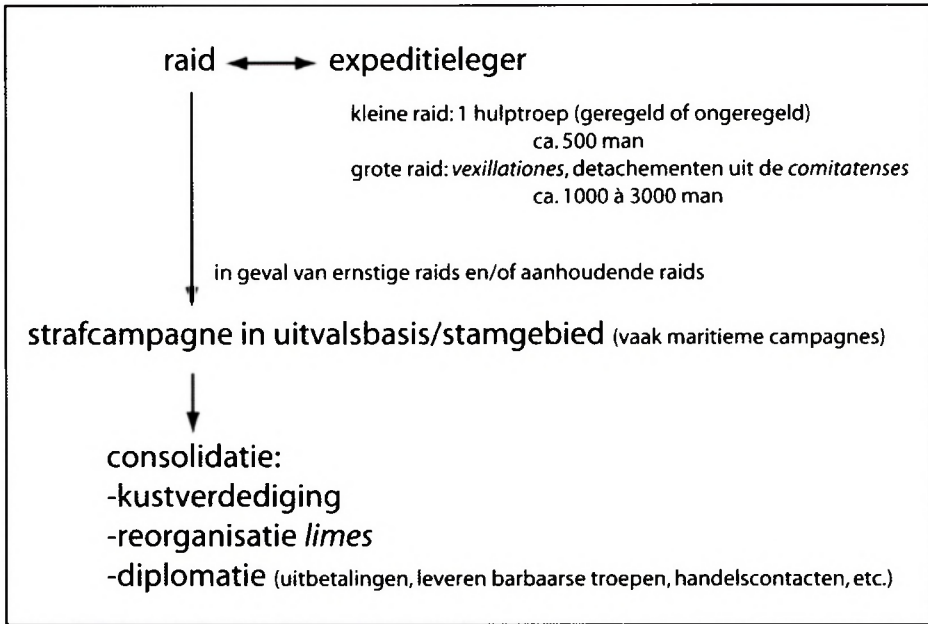 raid expeditieleger
kleine raid: 1 hulptroep (geregeld of ongeregeld)
ca. 500 man
grote raid: vexillationes, detachementen uit de comitatenses
ca. 1000 à 3000 man
in geval van ernstige raids en/of aanhoudende raids
strafcampagne in uitvalsbasis/stamgebied (vaak maritieme campagnes)
consolidatie:
-kustverdediging
-reorganisatie limes
-diplomatie (uitbetalingen, leveren barbaarse troepen, handelscontacten, etc.)